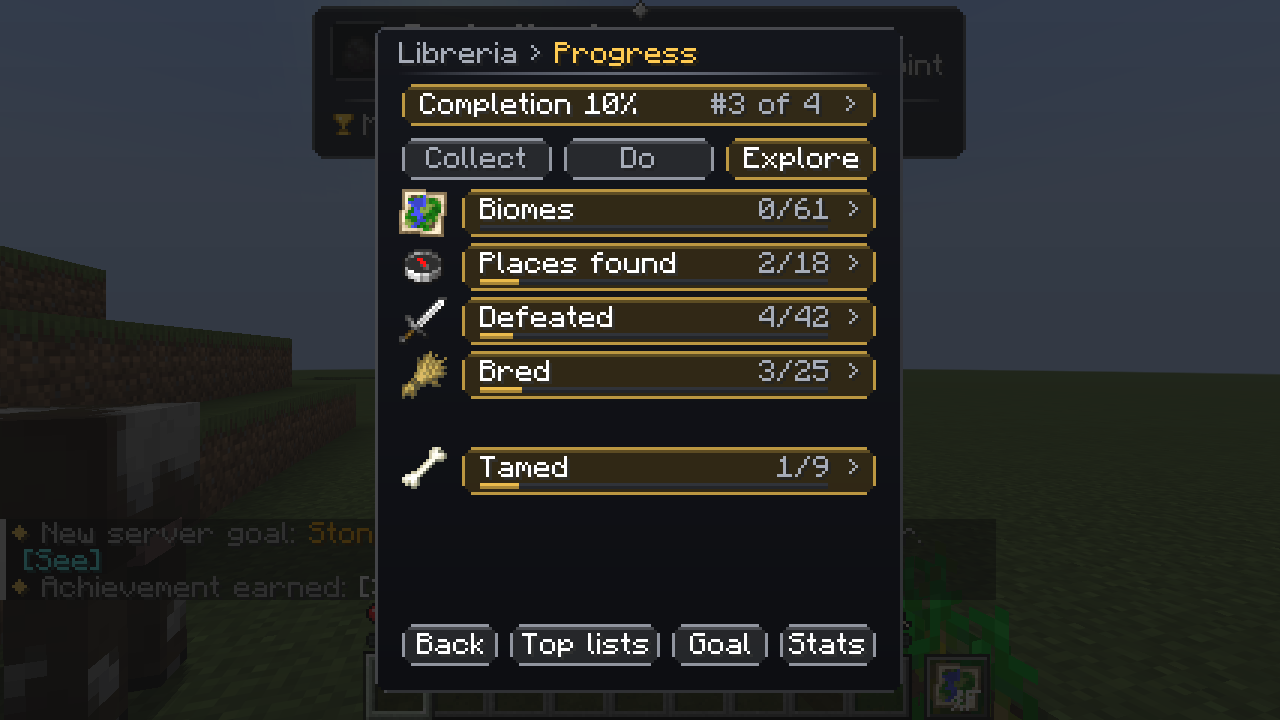 Libreria > Progress
Completion 10% #3 of 4 >
Collect Do Explore
Biomes 0/61 >
Places found 2/18 >
Defeated 4/42 >
Bred 3/25 >
Tamed 1/9 >
New server goal:
[See]
Achievement earned:
Back Top lists Goal Stats